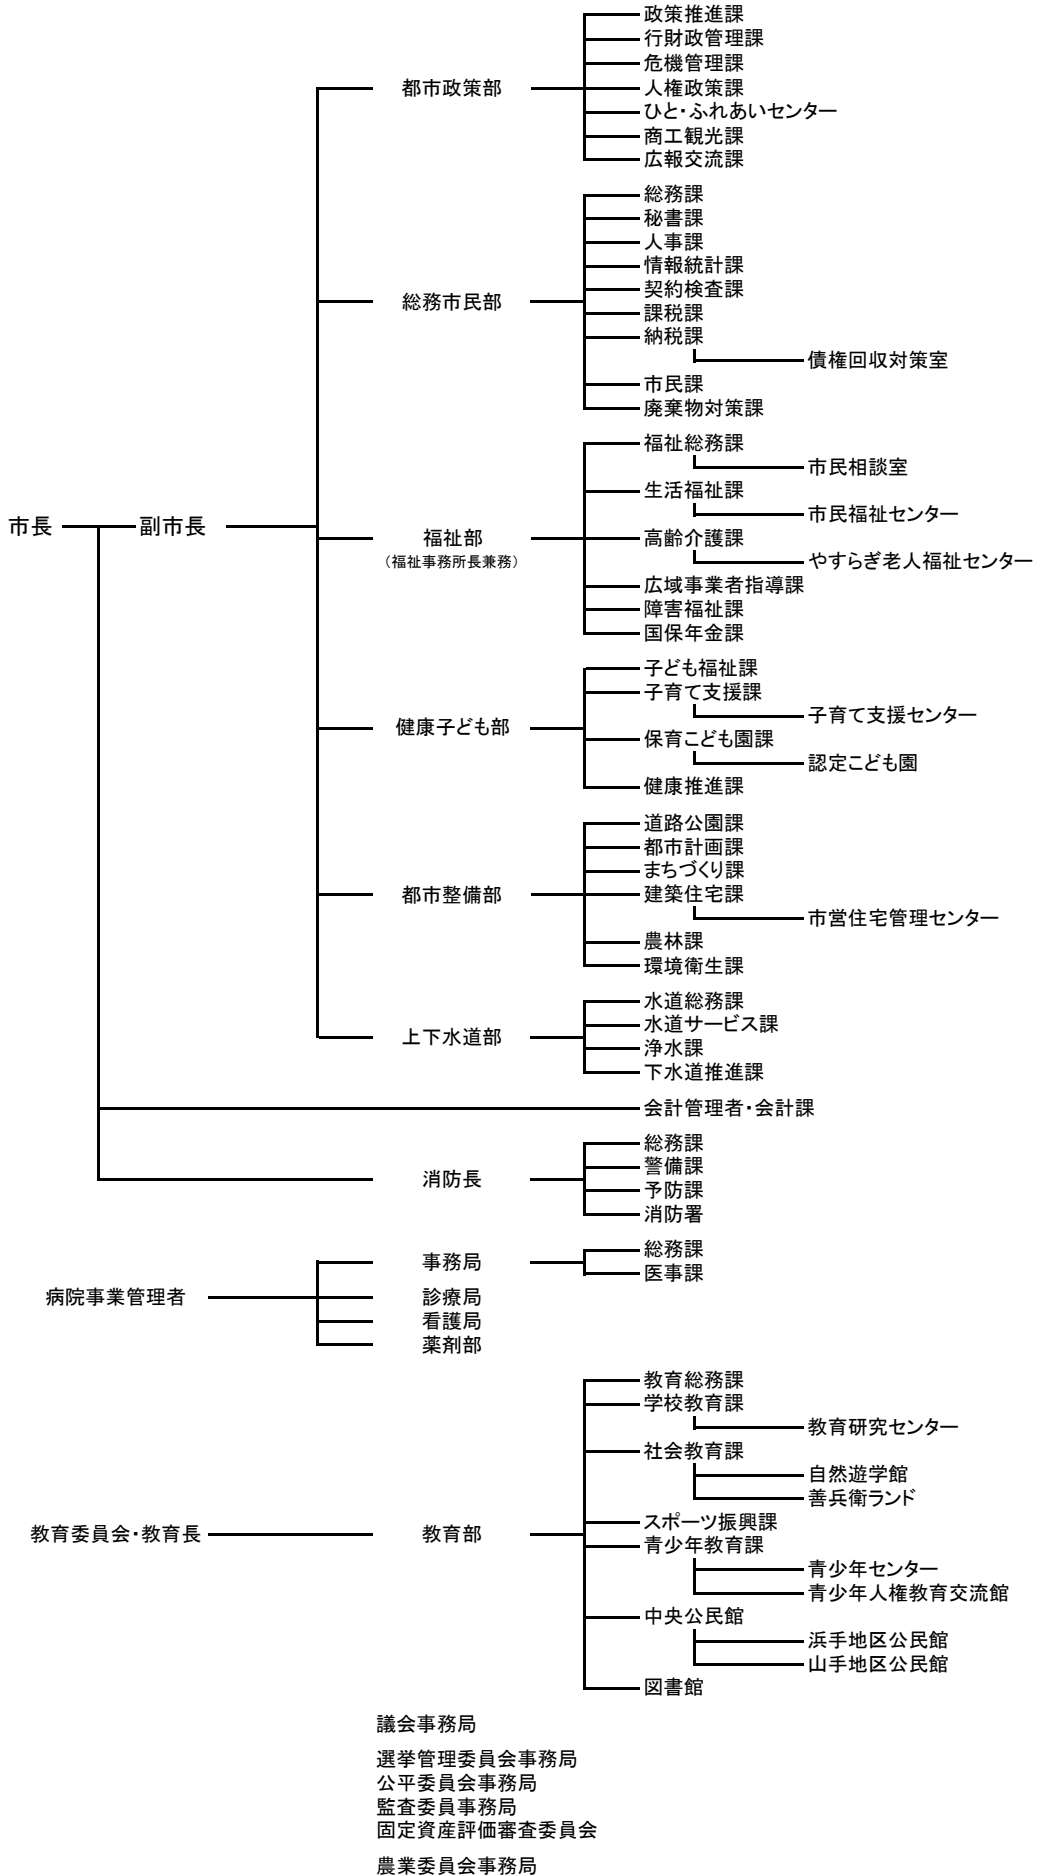 市長
副市長
都市政策部
政策推進課
行財政管理課
危機管理課
人権政策課
ひと・ふれあいセンター
商工観光課
広報交流課
総務市民部
総務課
秘書課
人事課
情報統計課
契約検査課
課税課
納税課
債権回収対策室
市民課
廃棄物対策課
福祉部
(福祉事務所長兼務)
福祉総務課
市民相談室
生活福祉課
市民福祉センター
高齢介護課
やすらぎ老人福祉センター
広域事業者指導課
障害福祉課
国保年金課
健康子ども部
子ども福祉課
子育て支援課
子育て支援センター
保育こども園課
認定こども園
健康推進課
都市整備部
道路公園課
都市計画課
まちづくり課
建築住宅課
市営住宅管理センター
農林課
環境衛生課
上下水道部
水道総務課
水道サービス課
浄水課
下水道推進課
会計管理者・会計課
消防長
総務課
警備課
予防課
消防署
病院事業管理者
事務局
総務課
医事課
診療局
看護局
薬剤部
教育委員会・教育長
教育部
教育総務課
学校教育課
教育研究センター
社会教育課
自然遊学館
善兵衛ランド
スポーツ振興課
青少年教育課
青少年センター
青少年人権教育交流館
中央公民館
浜手地区公民館
山手地区公民館
図書館
議会事務局
選挙管理委員会事務局
公平委員会事務局
監査委員事務局
固定資産評価審査委員会
農業委員会事務局